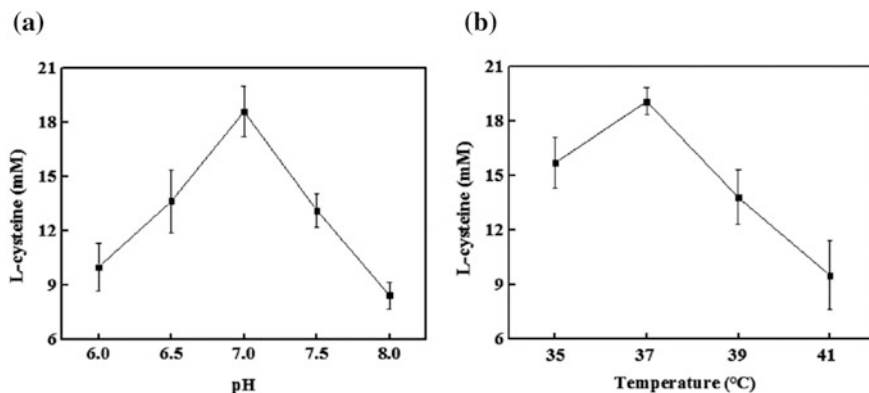 (a)
(b)
L-cysteine (mM)
21
18
15
12
9
6
6.0 6.5 7.0 7.5 8.0
pH
L-cysteine (mM)
21
18
15
12
9
6
35 37 39 41
Temperature (°C)